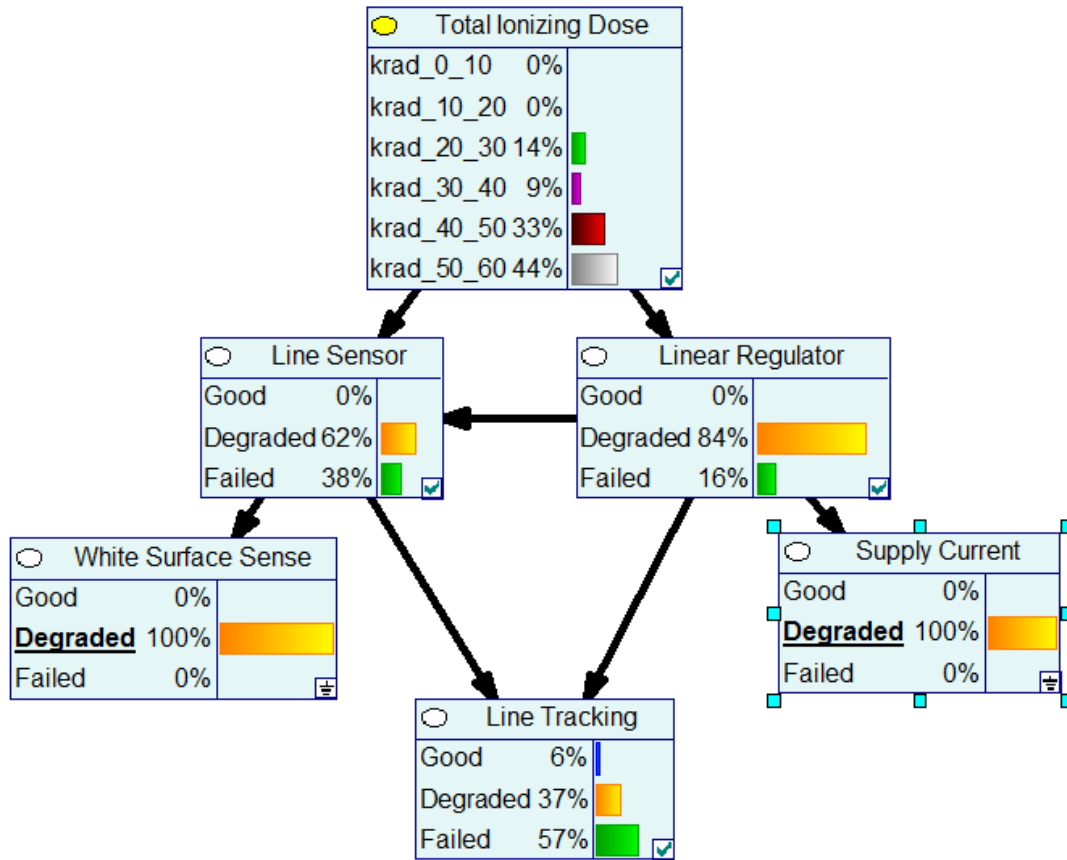 Total Ionizing Dose
krad_0_10 0%
krad_10_20 0%
krad_20_30 14%
krad_30_40 9%
krad_40_50 33%
krad_50_60 44%
Line Sensor
Good 0%
Degraded 62%
Failed 38%
Linear Regulator
Good 0%
Degraded 84%
Failed 16%
White Surface Sense
Good 0%
Degraded 100%
Failed 0%
Supply Current
Good 0%
Degraded 100%
Failed 0%
Line Tracking
Good 6%
Degraded 37%
Failed 57%